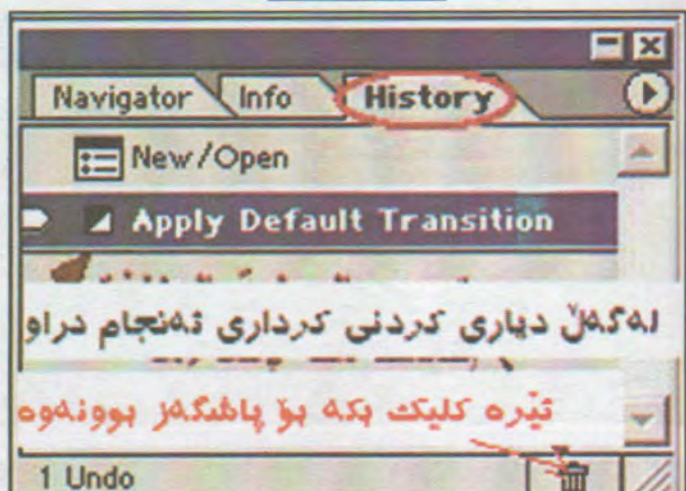 Navigator Info History
New/Open
Apply Default Transition
لەگەڵ دیاری کردنی کرداری ئەنجام دراو
ئێرە کلیک بکە بۆ پاشگەز بوونەوە
1 Undo